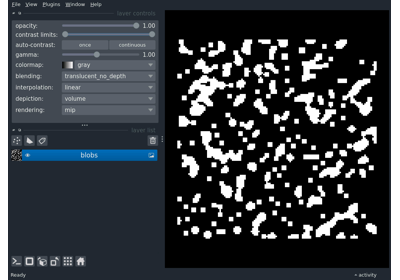 File View Plugins Window Help
layer controls
opacity: 1.00
contrast limits:
auto-contrast: once continuous
gamma: 1.00
colormap: gray
blending: translucent_no_depth
interpolation: linear
depiction: volume
rendering: mip
layer list
blobs
Ready activity